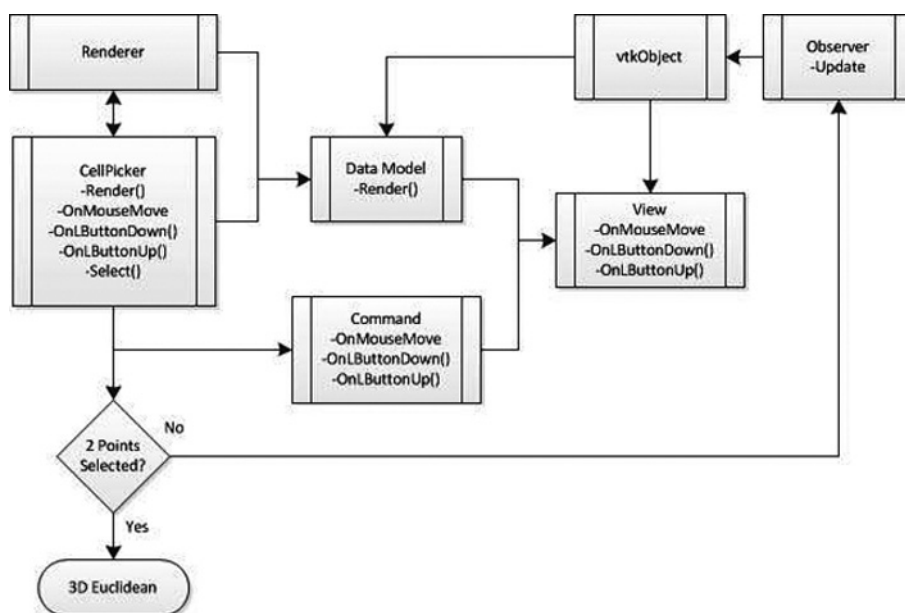 Renderer
vtkObject
Observer
-Update
CellPicker
-Render()
-OnMouseMove
-OnLButtonDown()
-OnLButtonUp()
-Select()
Data Model
-Render()
View
-OnMouseMove
-OnLButtonDown()
-OnLButtonUp()
Command
-OnMouseMove
-OnLButtonDown()
-OnLButtonUp()
2 Points
Selected?
No
Yes
3D Euclidean